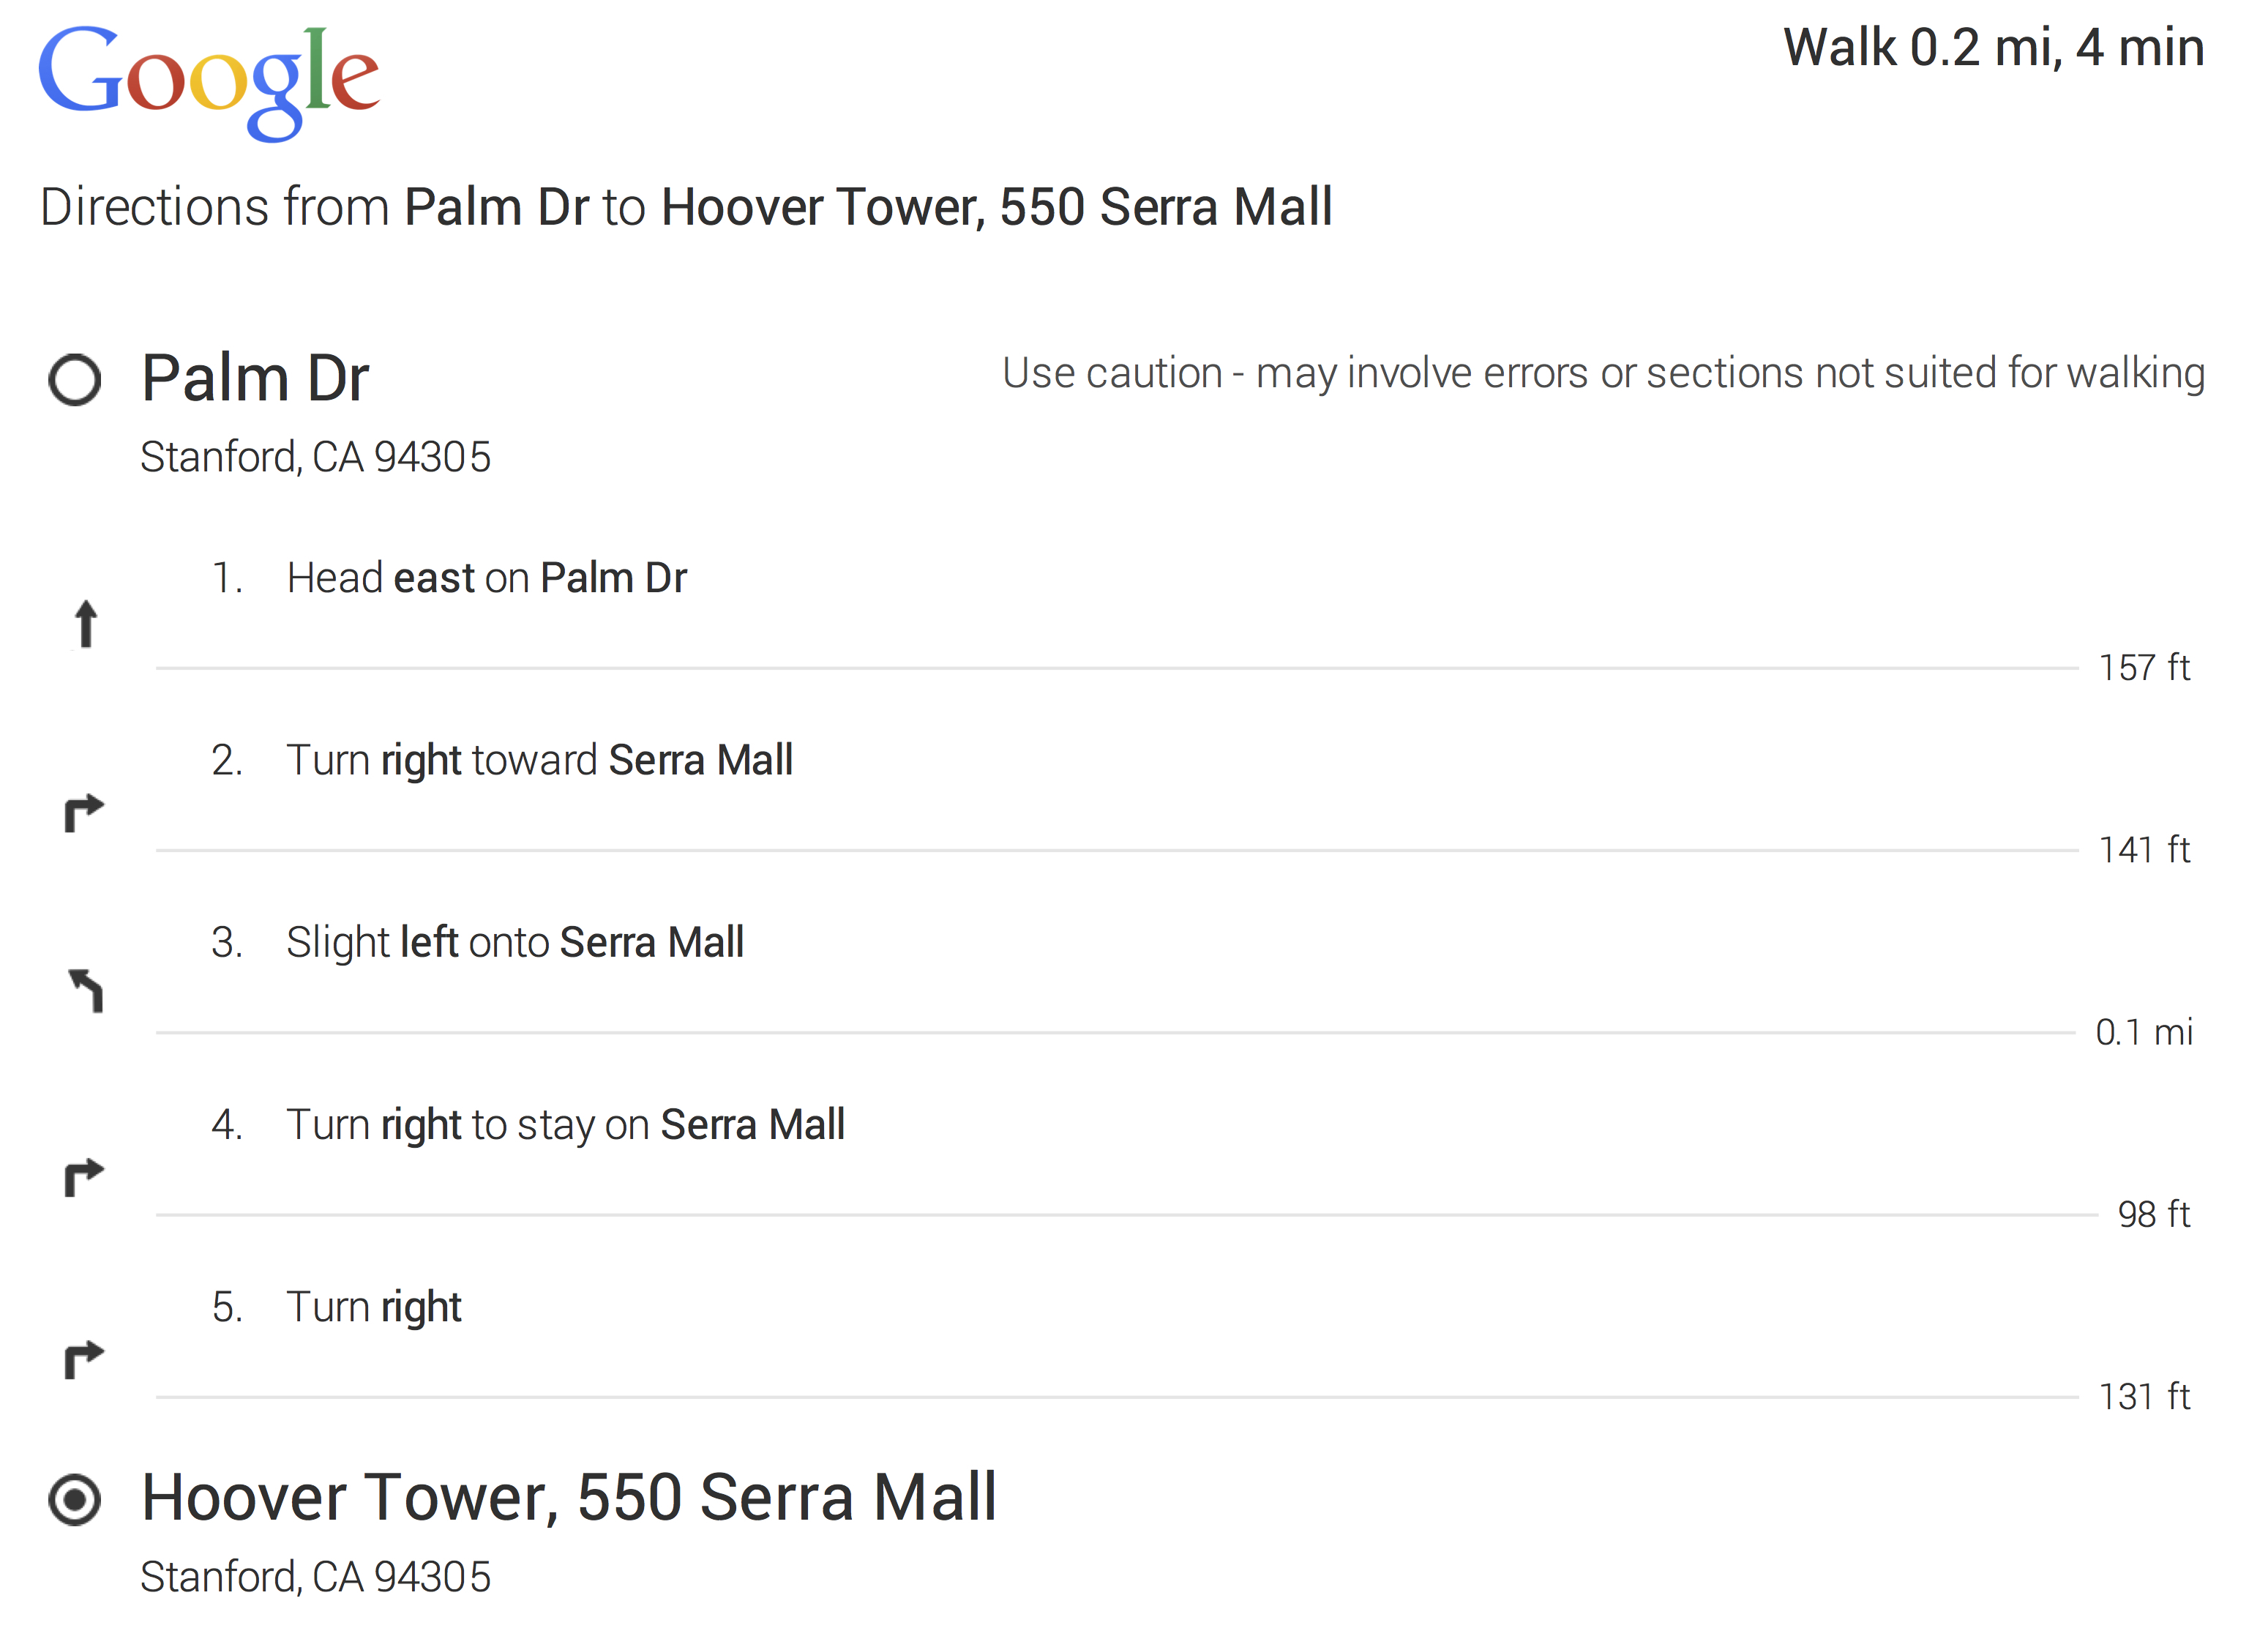 Google
Walk 0.2 mi, 4 min
Directions from Palm Dr to Hoover Tower, 550 Serra Mall
Palm Dr
Use caution - may involve errors or sections not suited for walking
Stanford, CA 94305
1. Head east on Palm Dr
157 ft
2. Turn right toward Serra Mall
141 ft
3. Slight left onto Serra Mall
0.1 mi
4. Turn right to stay on Serra Mall
98 ft
5. Turn right
131 ft
Hoover Tower, 550 Serra Mall
Stanford, CA 94305